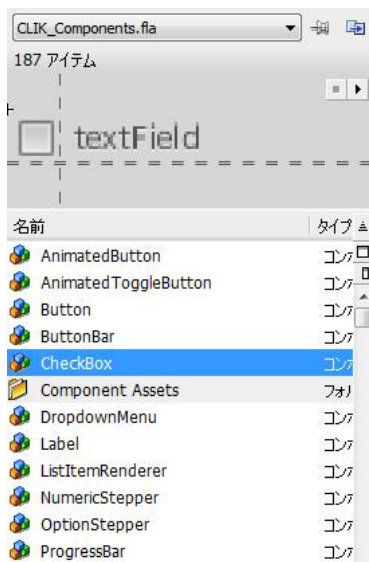 CLIK_Components.fla
187 アイテム
textField
名前 タイプ
AnimatedButton コンポ
AnimatedToggleButton コンポ
Button コンポ
ButtonBar コンポ
CheckBox コンポ
Component Assets フォル
DropdownMenu コンポ
Label コンポ
ListItemRenderer コンポ
NumericStepper コンポ
OptionStepper コンポ
ProgressBar コンポ